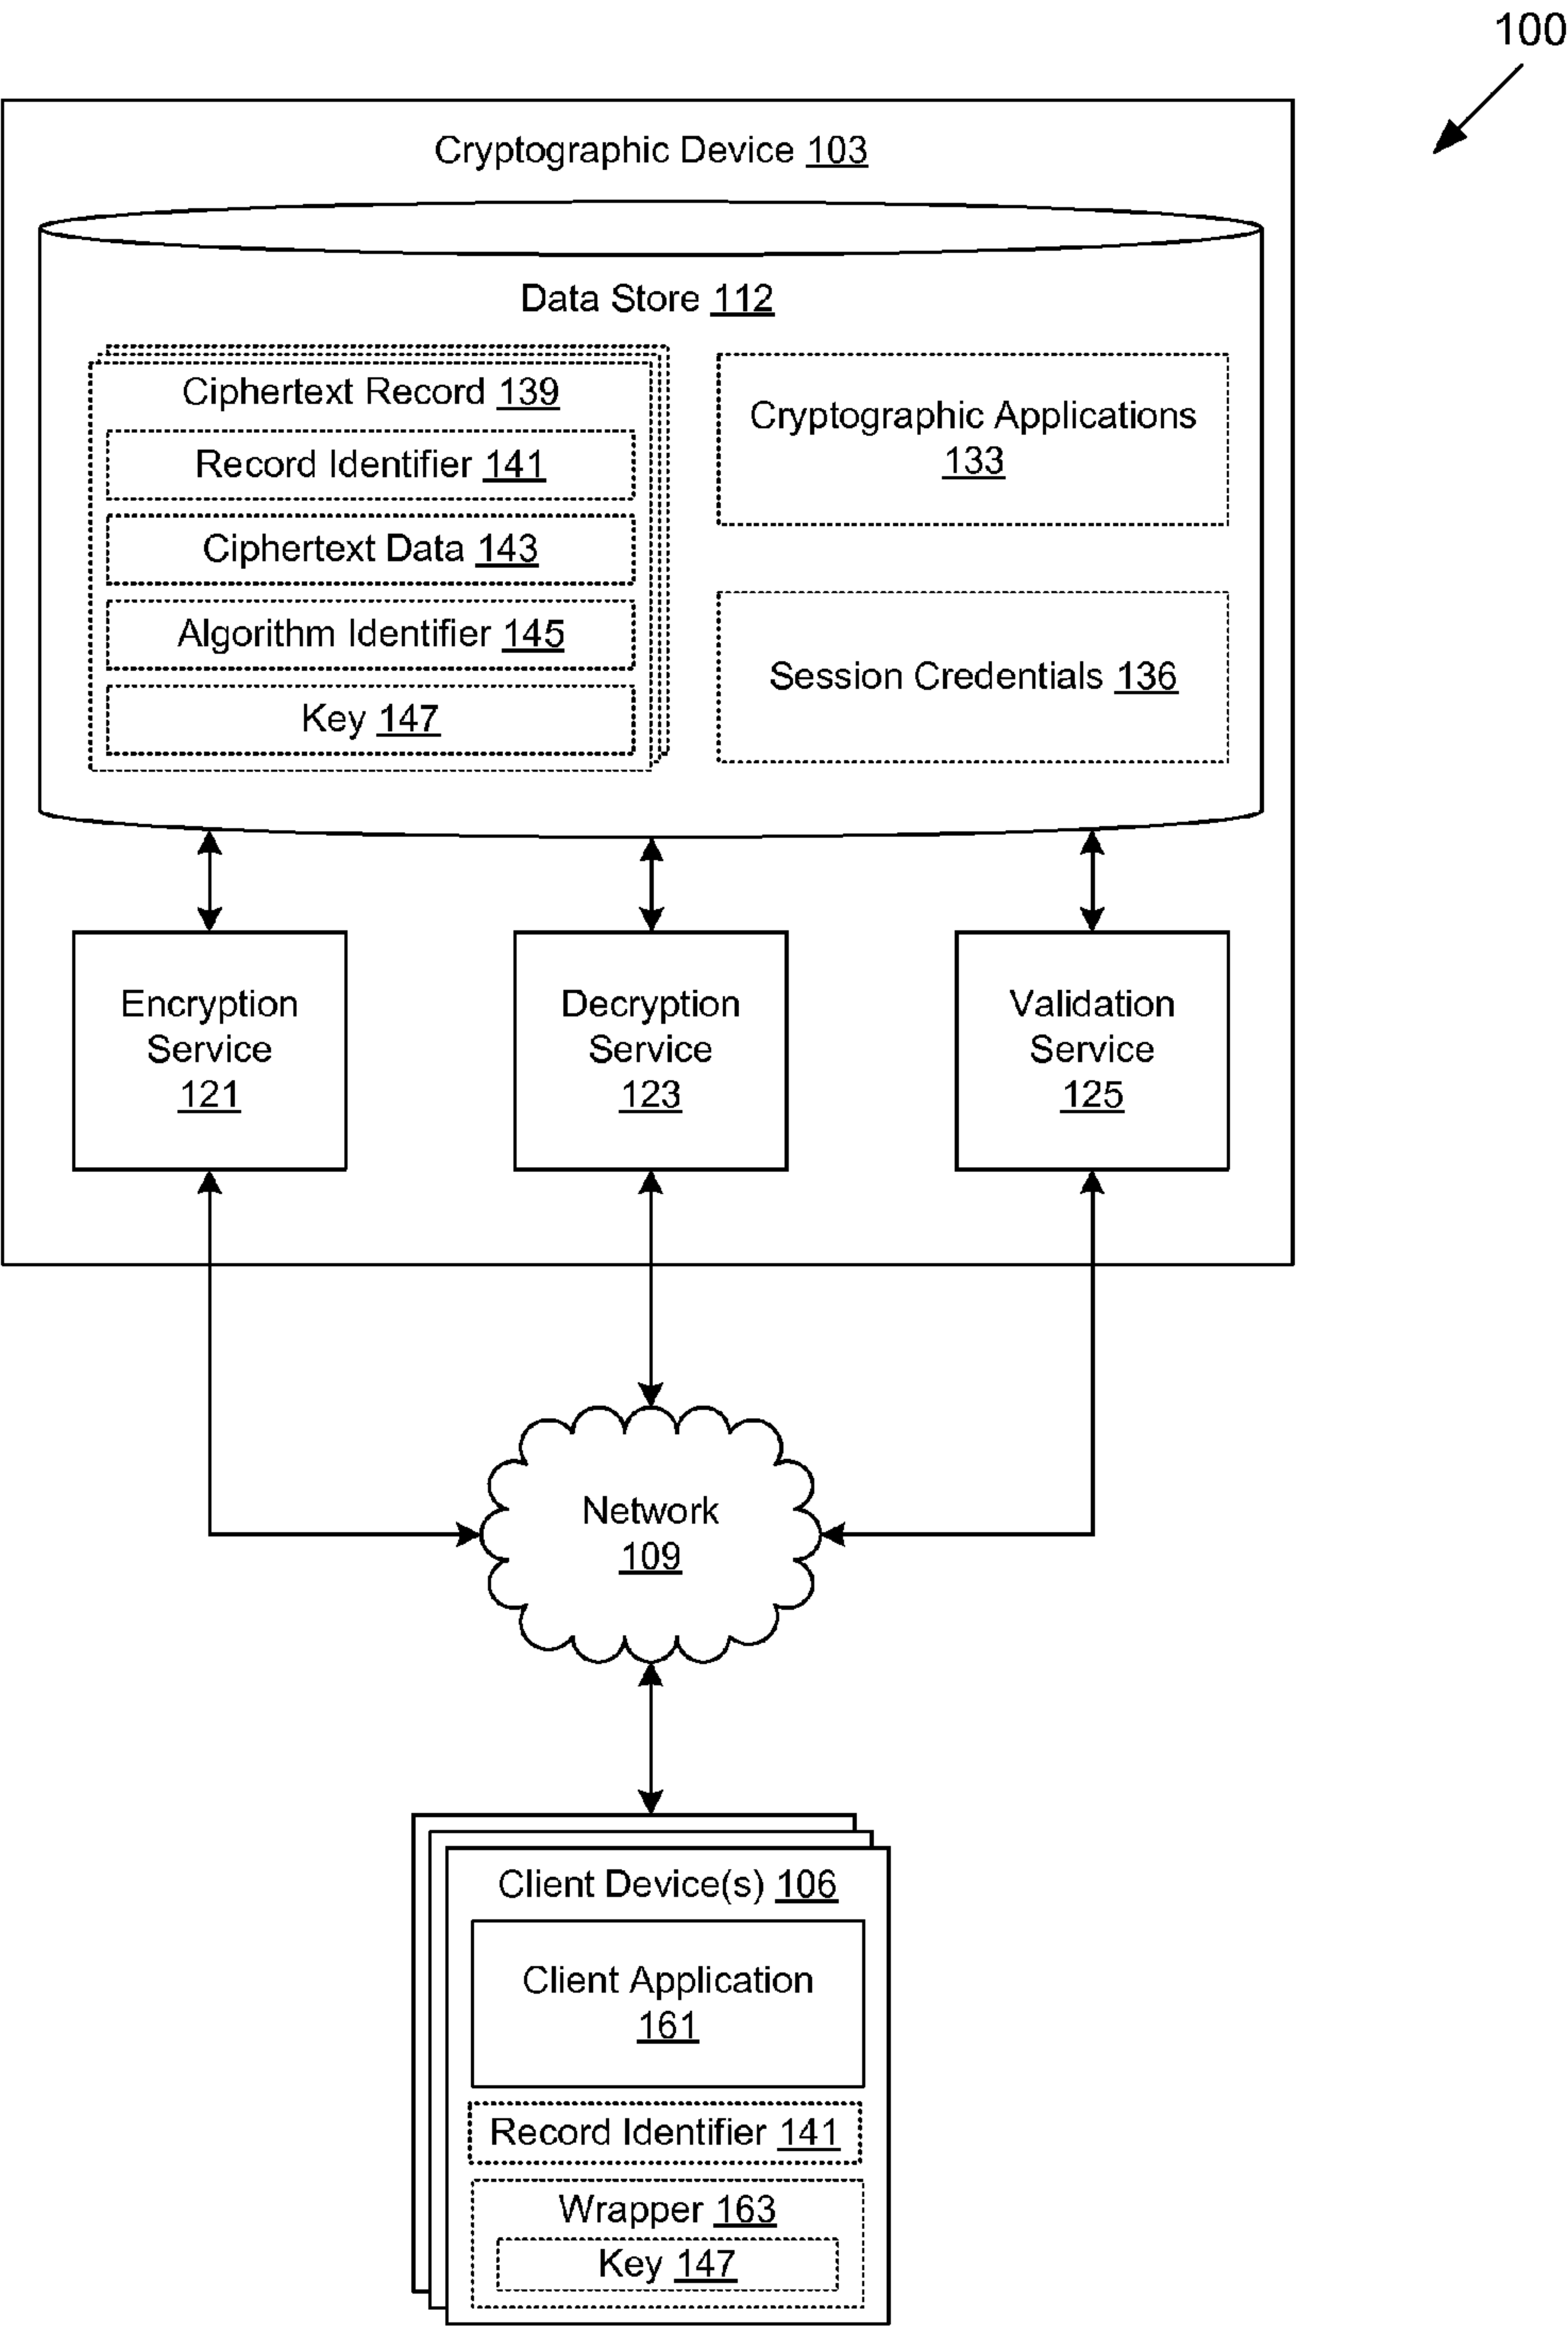 100
Cryptographic Device 103
Data Store 112
Ciphertext Record 139
Record Identifier 141
Ciphertext Data 143
Algorithm Identifier 145
Key 147
Cryptographic Applications
133
Session Credentials 136
Encryption
Service
121
Decryption
Service
123
Validation
Service
125
Network
109
Client Device(s) 106
Client Application
161
Record Identifier 141
Wrapper 163
Key 147